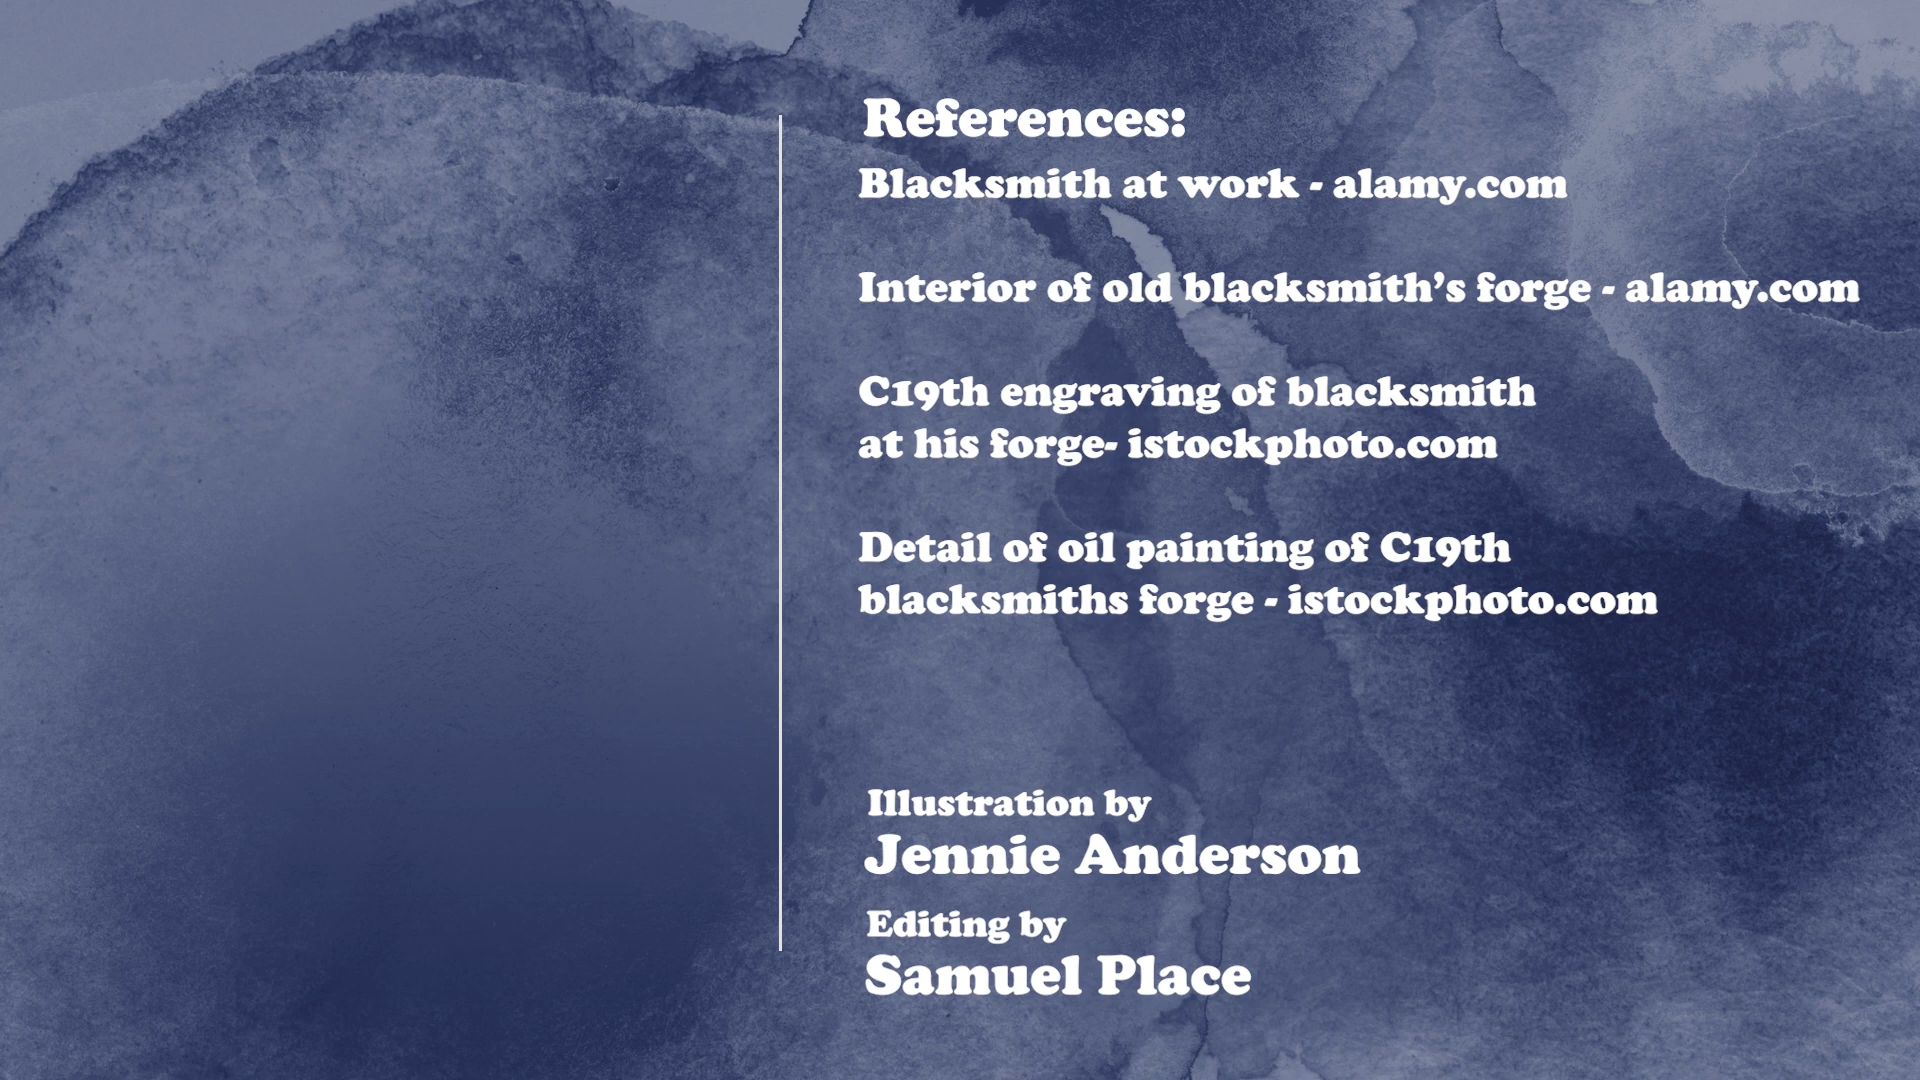 References:
Blacksmith at work - alamy.com
Interior of old blacksmith’s forge - alamy.com
C19th engraving of blacksmith
at his forge- istockphoto.com
Detail of oil painting of C19th
blacksmiths forge - istockphoto.com
Illustration by
Jennie Anderson
Editing by
Samuel Place